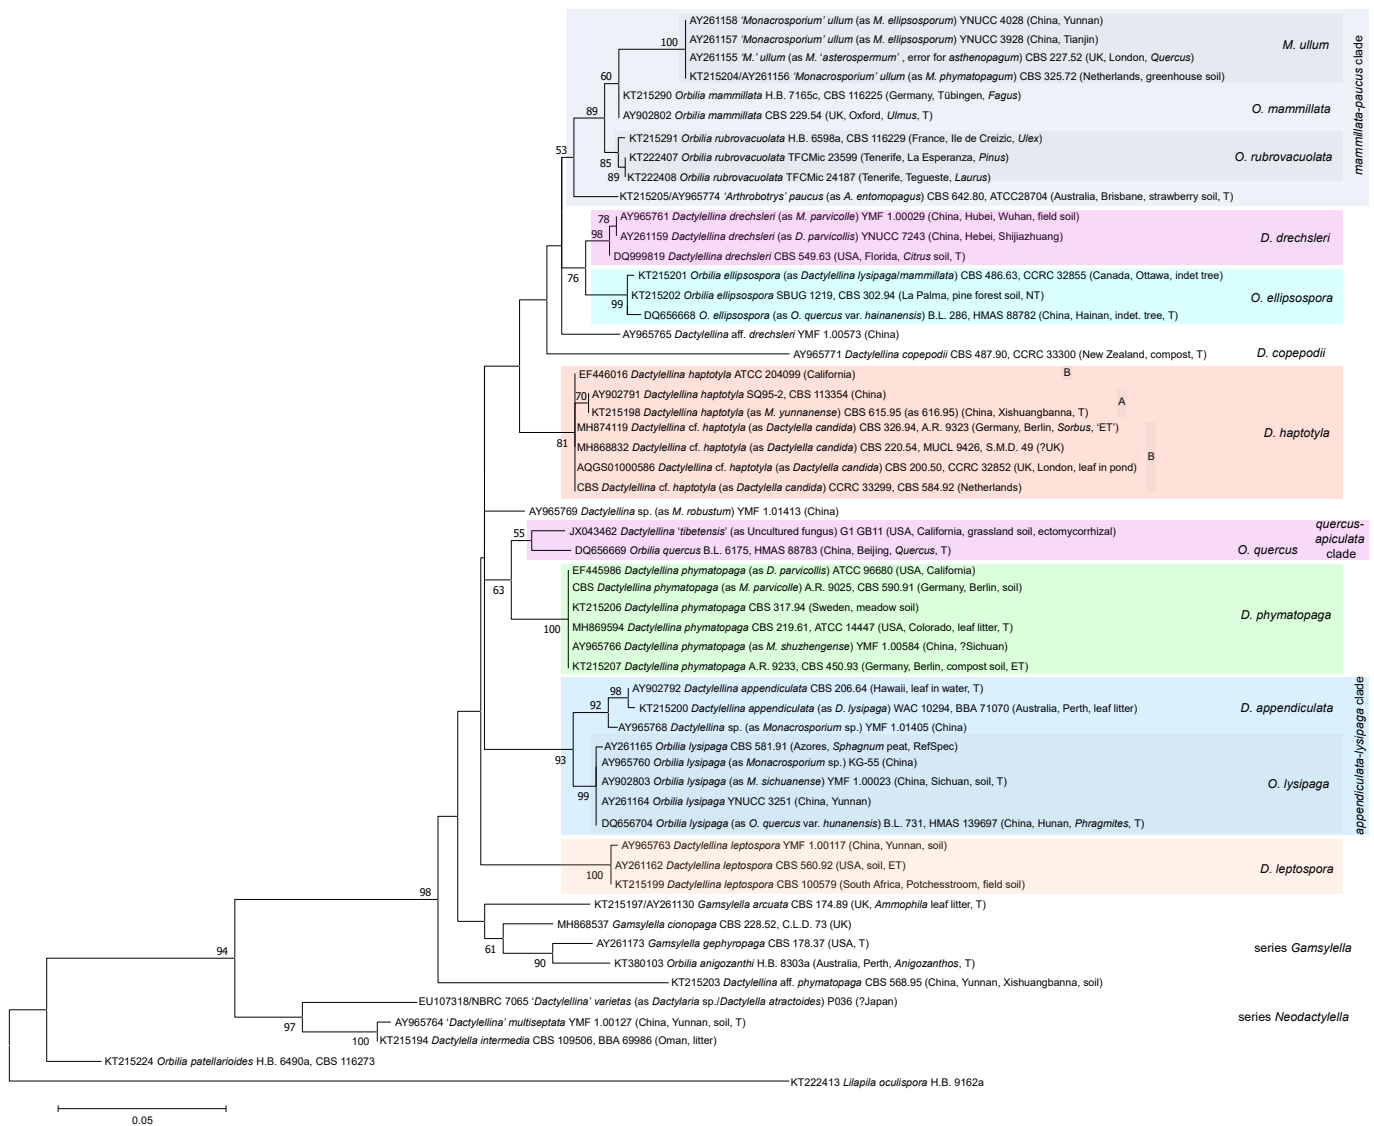 AY261158 'Monacrosporium' ullum (as M. ellipsosporum) YNUCC 4028 (China, Yunnan)
AY261157 'Monacrosporium' ullum (as M. ellipsosporum) YNUCC 3928 (China, Tianjin)
100
M. ullum
AY261155 'M.' ullum (as M. 'asterospermum' , error for asthenopagum) CBS 227.52 (UK, London, Quercus)
KT215204/AY261156 'Monacrosporium' ullum (as M. phymatopagum) CBS 325.72 (Netherlands, greenhouse soil)
60
KT215290 Orbilia mammillata H.B. 7165c, CBS 116225 (Germany, Tübingen, Fagus)
89
O. mammillata
AY902802 Orbilia mammillata CBS 229.54 (UK, Oxford, Ulmus, T)
mammillata-paucus clade
KT215291 Orbilia rubrovacuolata H.B. 6598a, CBS 116229 (France, Ile de Creizic, Ulex)
53
KT222407 Orbilia rubrovacuolata TFCMic 23599 (Tenerife, La Esperanza, Pinus)
O. rubrovacuolata
85
89
KT222408 Orbilia rubrovacuolata TFCMic 24187 (Tenerife, Tegueste, Laurus)
KT215205/AY965774 'Arthrobotrys' paucus (as A. entomopagus) CBS 642.80, ATCC28704 (Australia, Brisbane, strawberry soil, T)
78
AY965761 Dactylellina drechsleri (as M. parvicolle) YMF 1.00029 (China, Hubei, Wuhan, field soil)
98
AY261159 Dactylellina drechsleri (as D. parvicollis) YNUCC 7243 (China, Hebei, Shijiazhuang)
D. drechsleri
DQ999819 Dactylellina drechsleri CBS 549.63 (USA, Florida, Citrus soil, T)
76
KT215201 Orbilia ellipsospora (as Dactylellina lysipaga/mammillata) CBS 486.63, CCRC 32855 (Canada, Ottawa, indet tree)
KT215202 Orbilia ellipsospora SBUG 1219, CBS 302.94 (La Palma, pine forest soil, NT)
O. ellipsospora
99
DQ656668 O. ellipsospora (as O. quercus var. hainanensis) B.L. 286, HMAS 88782 (China, Hainan, indet. tree, T)
AY965765 Dactylellina aff. drechsleri YMF 1.00573 (China)
AY965771 Dactylellina copepodii CBS 487.90, CCRC 33300 (New Zealand, compost, T)
D. copepodii
EF446016 Dactylellina haptotyla ATCC 204099 (California)
B
70
AY902791 Dactylellina haptotyla SQ95-2, CBS 113354 (China)
A
KT215198 Dactylellina haptotyla (as M. yunnanense) CBS 615.95 (as 616.95) (China, Xishuangbanna, T)
MH874119 Dactylellina cf. haptotyla (as Dactylella candida) CBS 326.94, A.R. 9323 (Germany, Berlin, Sorbus, 'ET')
D. haptotyla
81
MH868832 Dactylellina cf. haptotyla (as Dactylella candida) CBS 220.54, MUCL 9426, S.M.D. 49 (?UK)
B
AQGS01000586 Dactylellina cf. haptotyla (as Dactylella candida) CBS 200.50, CCRC 32852 (UK, London, leaf in pond)
CBS Dactylellina cf. haptotyla (as Dactylella candida) CCRC 33299, CBS 584.92 (Netherlands)
AY965769 Dactylellina sp. (as M. robustum) YMF 1.01413 (China)
55
JX043462 Dactylellina 'tibetensis' (as Uncultured fungus) G1 GB11 (USA, California, grassland soil, ectomycorrhizal)
quercus-
apiculata
clade
DQ656669 Orbilia quercus B.L. 6175, HMAS 88783 (China, Beijing, Quercus, T)
O. quercus
EF445986 Dactylellina phymatopaga (as D. parvicollis) ATCC 96680 (USA, California)
63
CBS Dactylellina phymatopaga (as M. parvicolle) A.R. 9025, CBS 590.91 (Germany, Berlin, soil)
KT215206 Dactylellina phymatopaga CBS 317.94 (Sweden, meadow soil)
D. phymatopaga
100
MH869594 Dactylellina phymatopaga CBS 219.61, ATCC 14447 (USA, Colorado, leaf litter, T)
AY965766 Dactylellina phymatopaga (as M. shuzhengense) YMF 1.00584 (China, ?Sichuan)
KT215207 Dactylellina phymatopaga A.R. 9233, CBS 450.93 (Germany, Berlin, compost soil, ET)
98
AY902792 Dactylellina appendiculata CBS 206.64 (Hawaii, leaf in water, T)
92
KT215200 Dactylellina appendiculata (as D. lysipaga) WAC 10294, BBA 71070 (Australia, Perth, leaf litter)
D. appendiculata
AY965768 Dactylellina sp. (as Monacrosporium sp.) YMF 1.01405 (China)
appendiculata-lysipaga clade
93
AY261165 Orbilia lysipaga CBS 581.91 (Azores, Sphagnum peat, RefSpec)
AY965760 Orbilia lysipaga (as Monacrosporium sp.) KG-55 (China)
AY902803 Orbilia lysipaga (as M. sichuanense) YMF 1.00023 (China, Sichuan, soil, T)
O. lysipaga
99
AY261164 Orbilia lysipaga YNUCC 3251 (China, Yunnan)
DQ656704 Orbilia lysipaga (as O. quercus var. hunanensis) B.L. 731, HMAS 139697 (China, Hunan, Phragmites, T)
AY965763 Dactylellina leptospora YMF 1.00117 (China, Yunnan, soil)
AY261162 Dactylellina leptospora CBS 560.92 (USA, soil, ET)
D. leptospora
100
KT215199 Dactylellina leptospora CBS 100579 (South Africa, Potchesstroom, field soil)
98
KT215197/AY261130 Gamsylella arcuata CBS 174.89 (UK, Ammophila leaf litter, T)
MH868537 Gamsylella cionopaga CBS 228.52, C.L.D. 73 (UK)
61
AY261173 Gamsylella gephyropaga CBS 178.37 (USA, T)
series Gamsylella
94
90
KT380103 Orbilia anigozanthi H.B. 8303a (Australia, Perth, Anigozanthos, T)
KT215203 Dactylellina aff. phymatopaga CBS 568.95 (China, Yunnan, Xishuangbanna, soil)
EU107318/NBRC 7065 'Dactylellina' varietas (as Dactylaria sp./Dactylella atractoides) P036 (?Japan)
97
AY965764 'Dactylellina' multiseptata YMF 1.00127 (China, Yunnan, soil, T)
series Neodactylella
100
KT215194 Dactylella intermedia CBS 109506, BBA 69986 (Oman, litter)
KT215224 Orbilia patellarioides H.B. 6490a, CBS 116273
KT222413 Lilapila oculispora H.B. 9162a
0.05